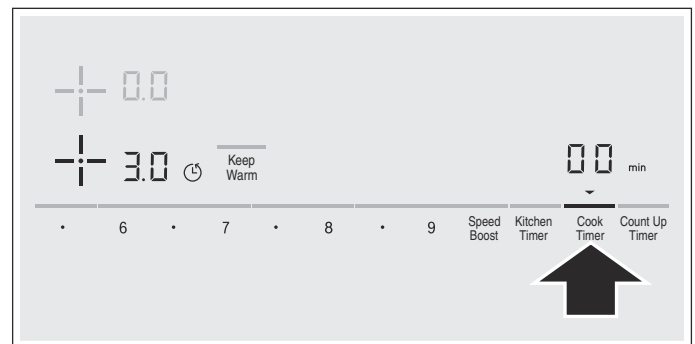 0.0
3.0 Keep Warm 00 min
· 6 · 7 · 8 · 9 Speed Boost Kitchen Timer Cook Timer Count Up Timer